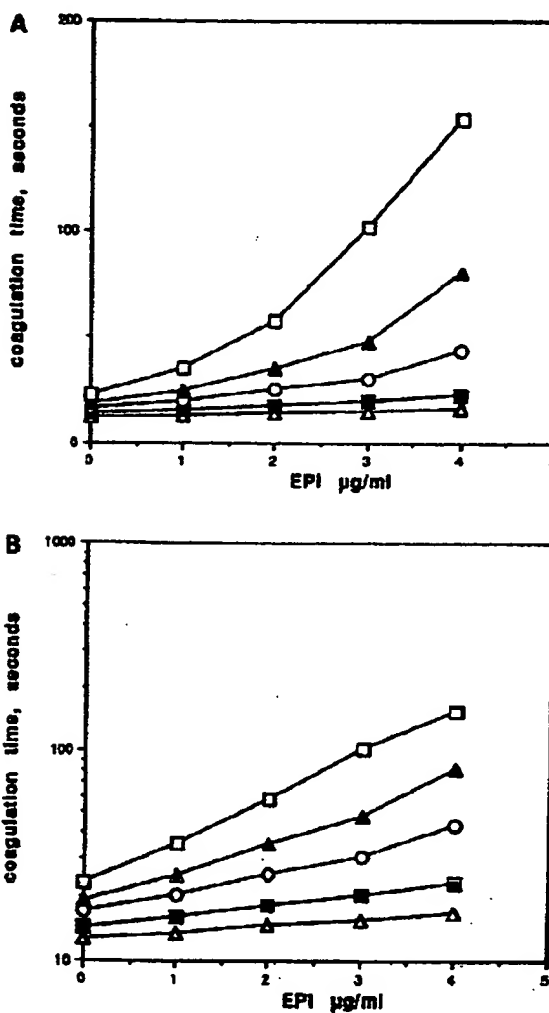 A
200
100
0
coagulation time, seconds
0 1 2 3 4 5
EPI µg/ml
B
1000
100
10
coagulation time, seconds
0 1 2 3 4 5
EPI µg/ml